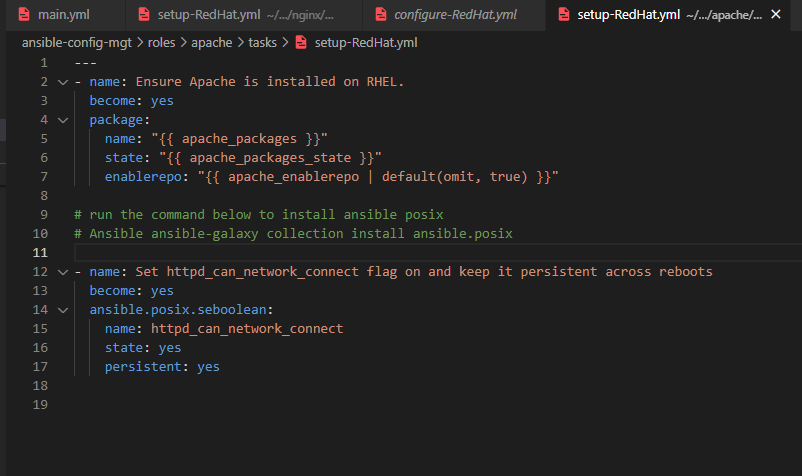 main.yml setup-RedHat.yml ~/.../nginx/... configure-RedHat.yml setup-RedHat.yml ~/.../apache/...
ansible-config-mgt > roles > apache > tasks > setup-RedHat.yml
1 ---
2 - name: Ensure Apache is installed on RHEL.
3 become: yes
4 package:
5 name: "{{ apache_packages }}"
6 state: "{{ apache_packages_state }}"
7 enablerepo: "{{ apache_enablerepo | default(omit, true) }}"
8
9 # run the command below to install ansible posix
10 # Ansible ansible-galaxy collection install ansible.posix
11
12 - name: Set httpd_can_network_connect flag on and keep it persistent across reboots
13 become: yes
14 ansible.posix.seboolean:
15 name: httpd_can_network_connect
16 state: yes
17 persistent: yes
18
19